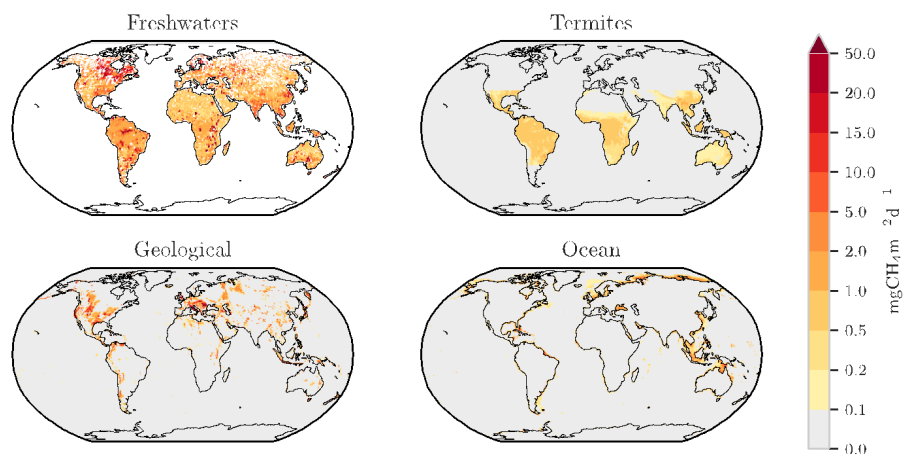 Freshwaters
Termites
Geological
Ocean
50.0
20.0
15.0
10.0
5.0
2.0
1.0
0.5
0.2
0.1
0.0
mgCH₄m ²d ¹